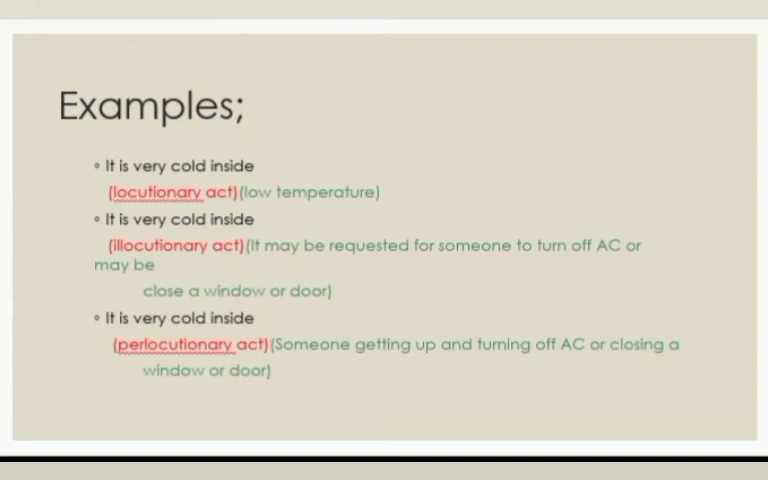 Examples;
◦ It is very cold inside
(locutionary act)(low temperature)
◦ It is very cold inside
(illocutionary act)(It may be requested for someone to turn off AC or
may be
close a window or door)
◦ It is very cold inside
(perlocutionary act)(Someone getting up and turning off AC or closing a
window or door)